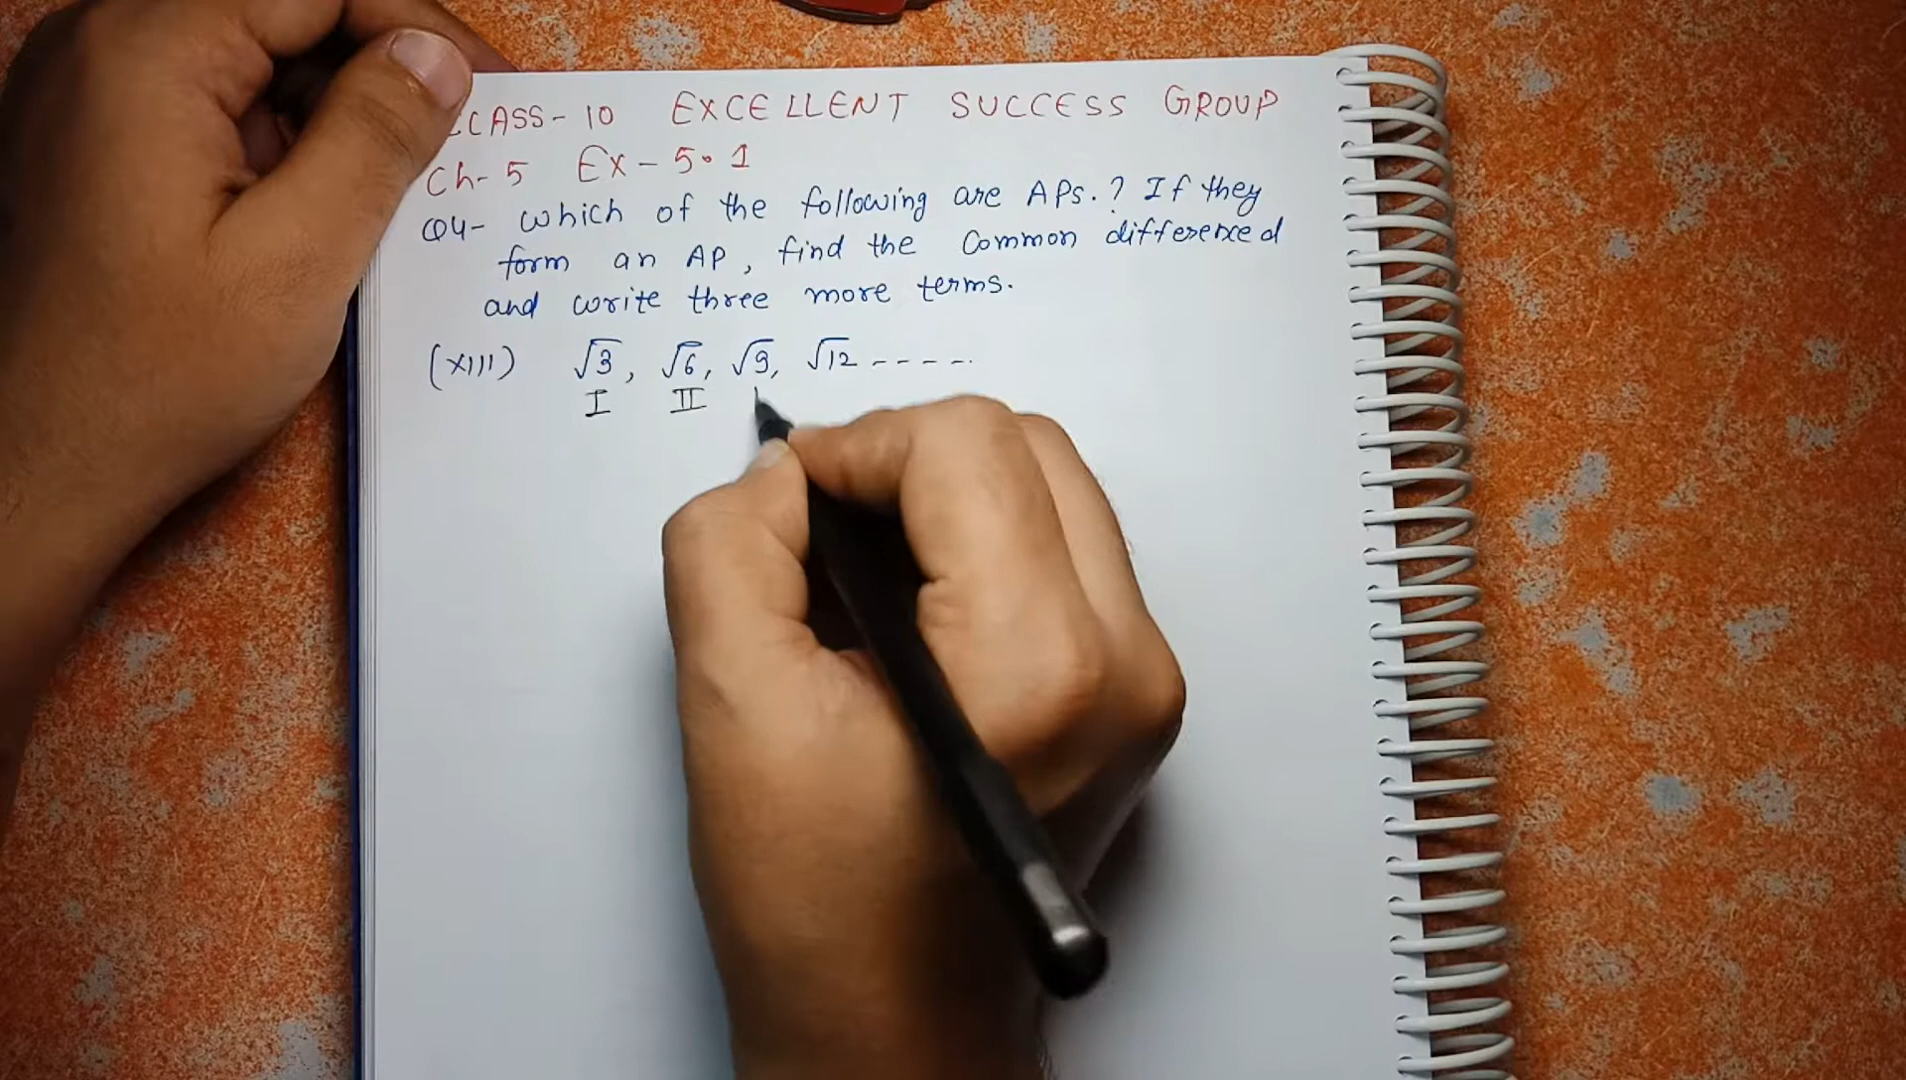 CLASS-10 EXCELLENT SUCCESS GROUP
Ch-5 Ex-5.1
Q4- which of the following are APs.? If they
form an AP, find the Common difference d
and write three more terms.
(XIII) √3, √6, √9, √12 -----.
I II